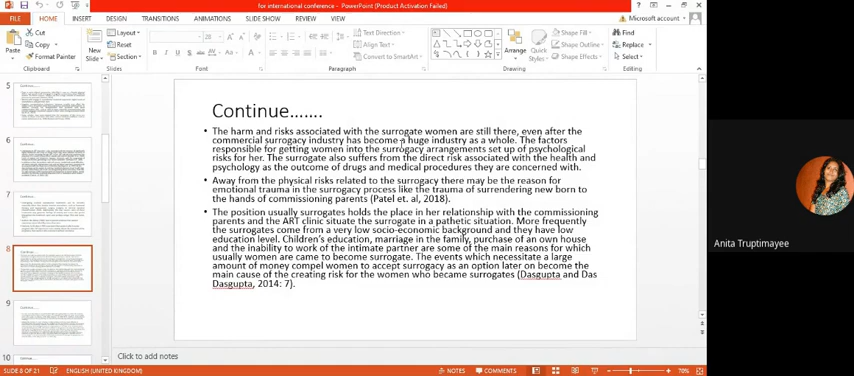 for international conference - PowerPoint (Product Activation Failed)
FILE HOME INSERT DESIGN TRANSITIONS ANIMATIONS SLIDE SHOW REVIEW VIEW Microsoft account
Cut
Copy
Format Painter
Paste
Clipboard
New
Slide
Layout
Reset
Section
Slides
28
Font
Text Direction
Align Text
Convert to SmartArt
Paragraph
Arrange
Quick
Styles
Shape Fill
Shape Outline
Shape Effects
Drawing
Find
Replace
Select
Editing
5
6
7
8
9
10
Continue…….
• The harm and risks associated with the surrogate women are still there, even after the
commercial surrogacy industry has become a huge industry as a whole. The factors
responsible for getting women into the surrogacy arrangements set up of psychological
risks for her. The surrogate also suffers from the direct risk associated with the health and
psychology as the outcome of drugs and medical procedures they are concerned with.
• Away from the physical risks related to the surrogacy there may be the reason for
emotional trauma in the surrogacy process like the trauma of surrendering new born to
the hands of commissioning parents (Patel et. al, 2018).
• The position usually surrogates holds the place in her relationship with the commissioning
parents and the ART clinic situate the surrogate in a pathetic situation. More frequently
the surrogates come from a very low socio-economic background and they have low
education level. Children's education, marriage in the family, purchase of an own house
and the inability to work of the intimate partner are some of the main reasons for which
usually women are came to become surrogate. The events which necessitate a large
amount of money compel women to accept surrogacy as an option later on become the
main cause of the creating risk for the women who became surrogates (Dasgupta and Das
Dasgupta, 2014: 7).
Click to add notes
SLIDE 8 OF 21 ENGLISH (UNITED KINGDOM) NOTES COMMENTS 70%
Anita Truptimayee